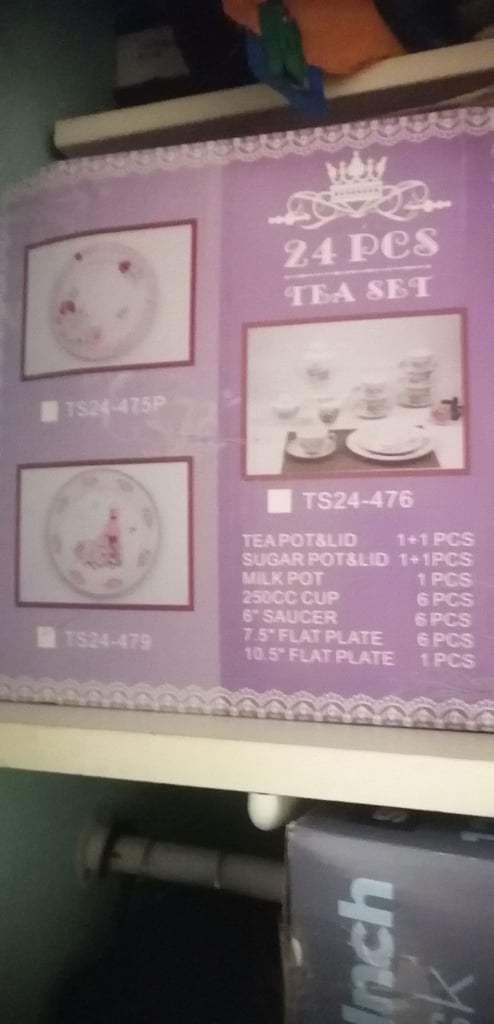 24 PCS
TEA SET
TS24-475P
TS24-476
TS24-479
TEA POT&LID 1+1 PCS
SUGAR POT&LID 1+1PCS
MILK POT 1 PCS
250CC CUP 6 PCS
6" SAUCER 6 PCS
7.5" FLAT PLATE 6 PCS
10.5" FLAT PLATE 1 PCS
Inch